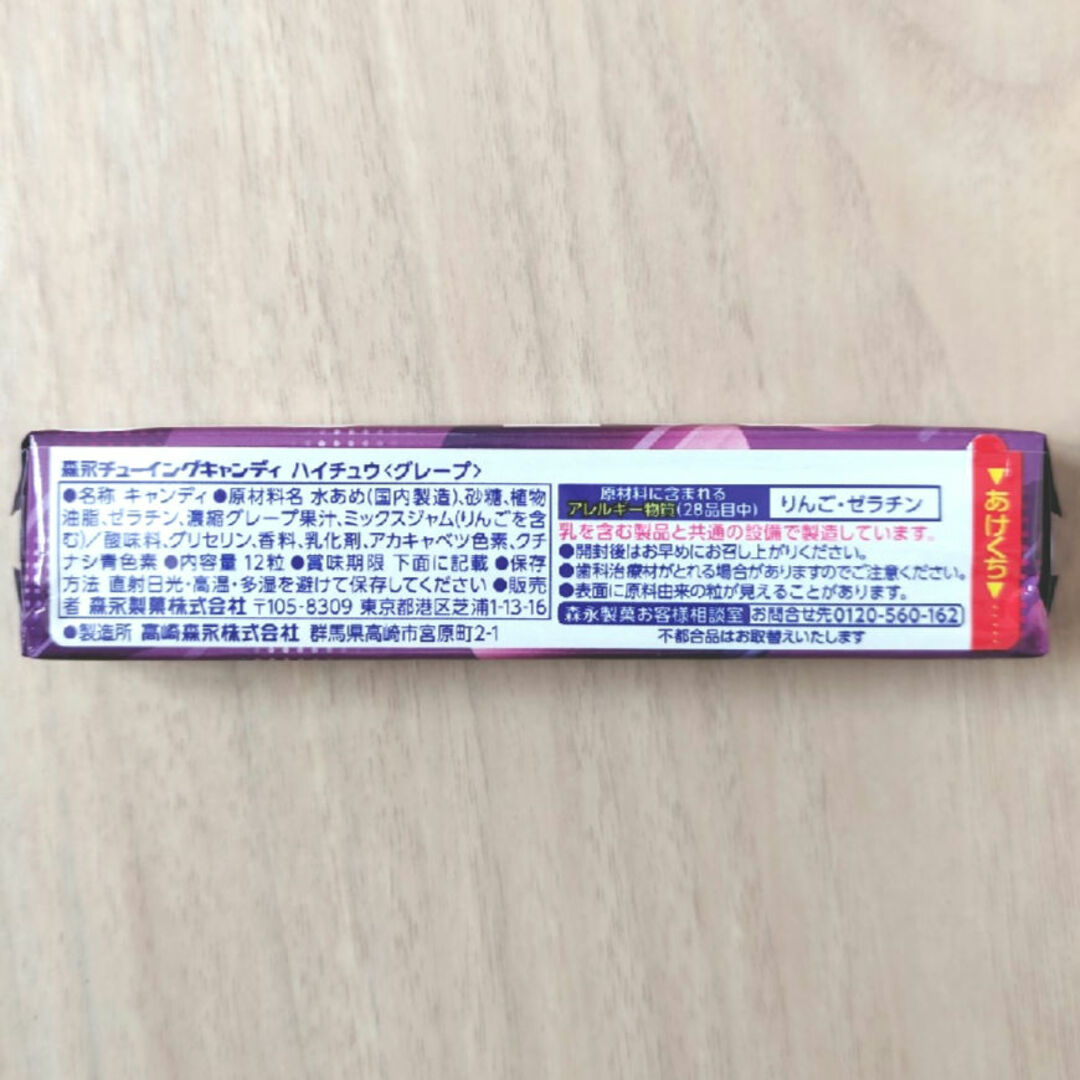 森永チューイングキャンディ ハイチュウ<グレープ>
●名称 キャンディ ●原材料名 水あめ(国内製造)、砂糖、植物
油脂、ゼラチン、濃縮グレープ果汁、ミックスジャム(りんごを含
む)/酸味料、グリセリン、香料、乳化剤、アカキャベツ色素、クチ
ナシ青色素 ●内容量 12粒 ●賞味期限 下面に記載 ●保存
方法 直射日光・高温・多湿を避けて保存してください ●販売
者 森永製菓株式会社 〒105-8309 東京都港区芝浦1-13-16
●製造所 高崎森永株式会社 群馬県高崎市宮原町2-1
原材料に含まれる
アレルギー物質(28品目中)
りんご・ゼラチン
乳を含む製品と共通の設備で製造しています。
●開封後はお早めにお召し上がりください。
●歯科治療材がとれる場合がありますのでご注意ください。
●表面に原料由来の粒が見えることがあります。
森永製菓お客様相談室 お問合せ先0120-560-162
不都合品はお取替えいたします
▼あけくち▼